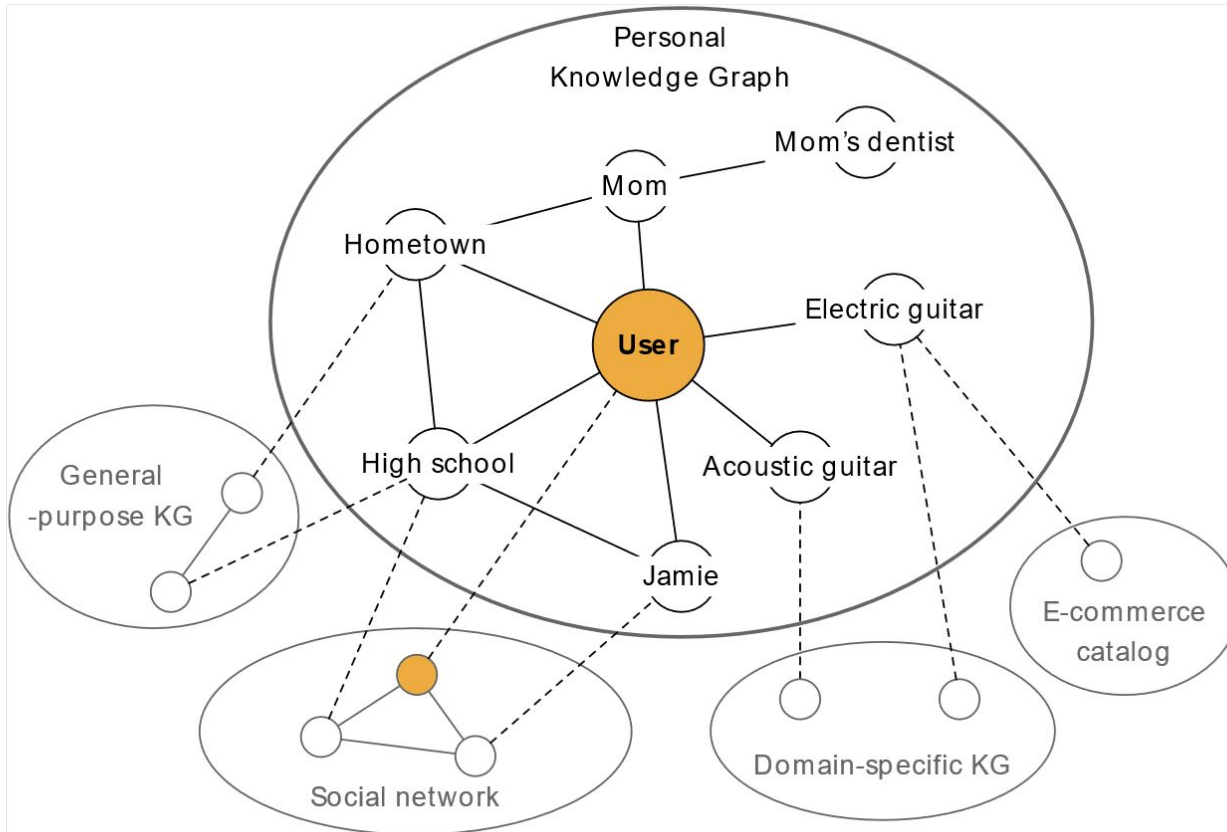 Personal
Knowledge Graph
Mom's dentist
Mom
Hometown
Electric guitar
User
High school
Acoustic guitar
General
-purpose KG
Jamie
E-commerce
catalog
Domain-specific KG
Social network